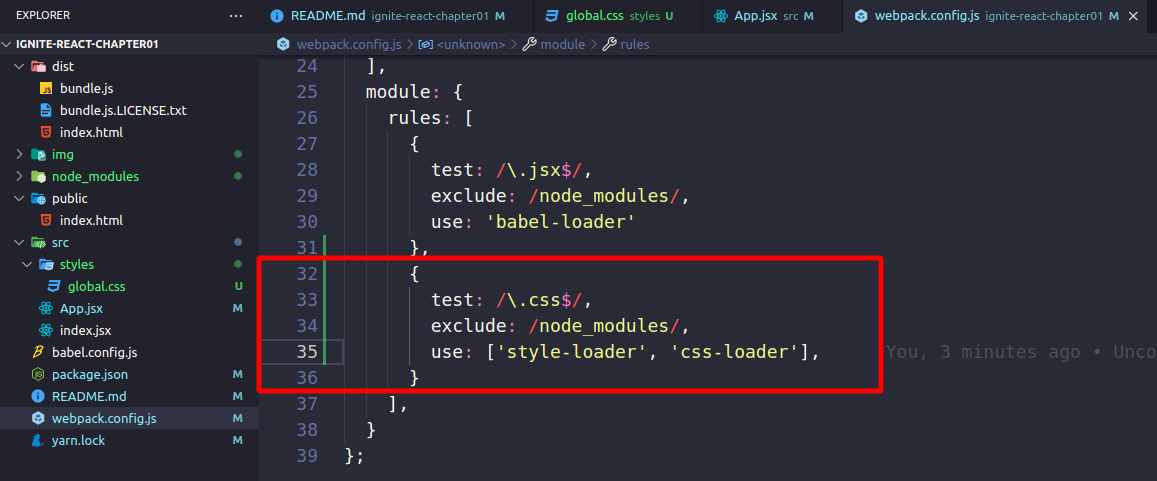 EXPLORER ...
README.md ignite-react-chapter01 M
global.css styles U
App.jsx src M
webpack.config.js ignite-react-chapter01 M
IGNITE-REACT-CHAPTER01
dist
JS bundle.js
bundle.js.LICENSE.txt
index.html
img
node_modules
public
index.html
src
styles
global.css U
App.jsx M
index.jsx
babel.config.js
package.json M
README.md M
webpack.config.js M
yarn.lock M
webpack.config.js > <unknown> > module > rules
24 ],
25 module: {
26 rules: [
27 {
28 test: /\.jsx$/,
29 exclude: /node_modules/,
30 use: 'babel-loader'
31 },
32 {
33 test: /\.css$/,
34 exclude: /node_modules/,
35 use: ['style-loader', 'css-loader'], You, 3 minutes ago • Unco
36 }
37 ],
38 }
39 };